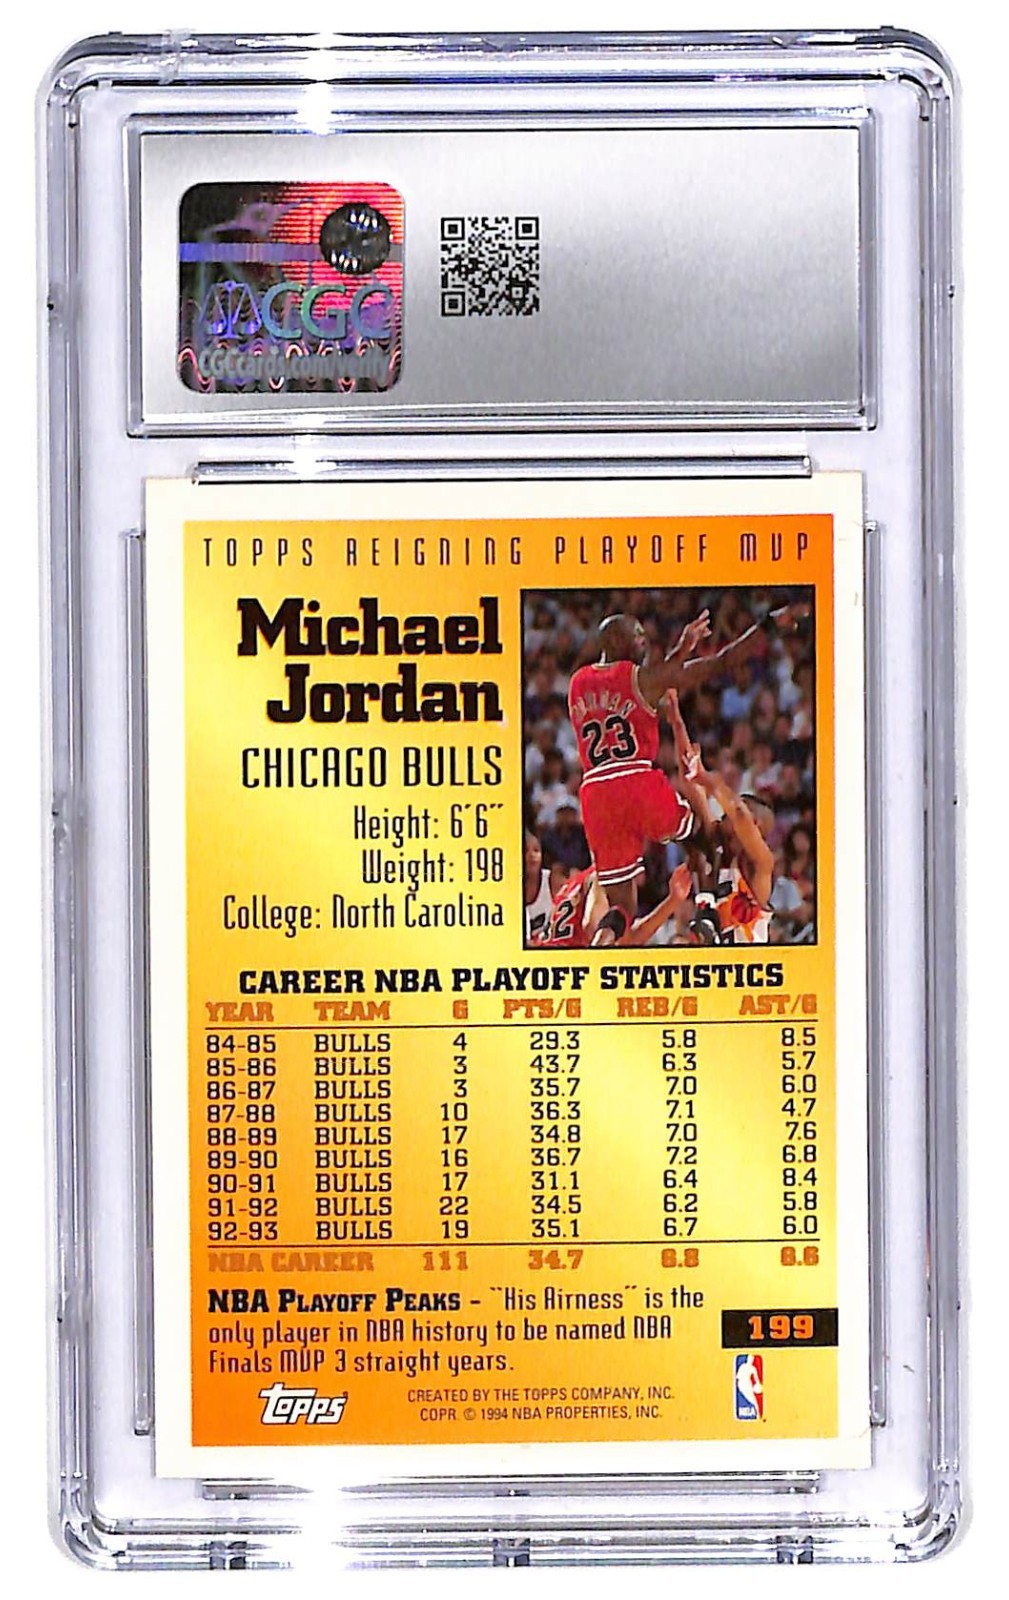 CGC
CGCcards.com/verify
TOPPS REIGNING PLAYOFF MVP
Michael
Jordan
CHICAGO BULLS
Height: 6'6"
Weight: 198
College: North Carolina
JORDAN
23
CAREER NBA PLAYOFF STATISTICS
YEAR TEAM G PTS/G REB/G AST/G
84-85 BULLS 4 29.3 5.8 8.5
85-86 BULLS 3 43.7 6.3 5.7
86-87 BULLS 3 35.7 7.0 6.0
87-88 BULLS 10 36.3 7.1 4.7
88-89 BULLS 17 34.8 7.0 7.6
89-90 BULLS 16 36.7 7.2 6.8
90-91 BULLS 17 31.1 6.4 8.4
91-92 BULLS 22 34.5 6.2 5.8
92-93 BULLS 19 35.1 6.7 6.0
NBA CAREER 111 34.7 6.8 6.6
NBA PLAYOFF PEAKS - "His Airness" is the
only player in NBA history to be named NBA
Finals MVP 3 straight years.
199
Topps
CREATED BY THE TOPPS COMPANY, INC.
COPR. © 1994 NBA PROPERTIES, INC.
NBA